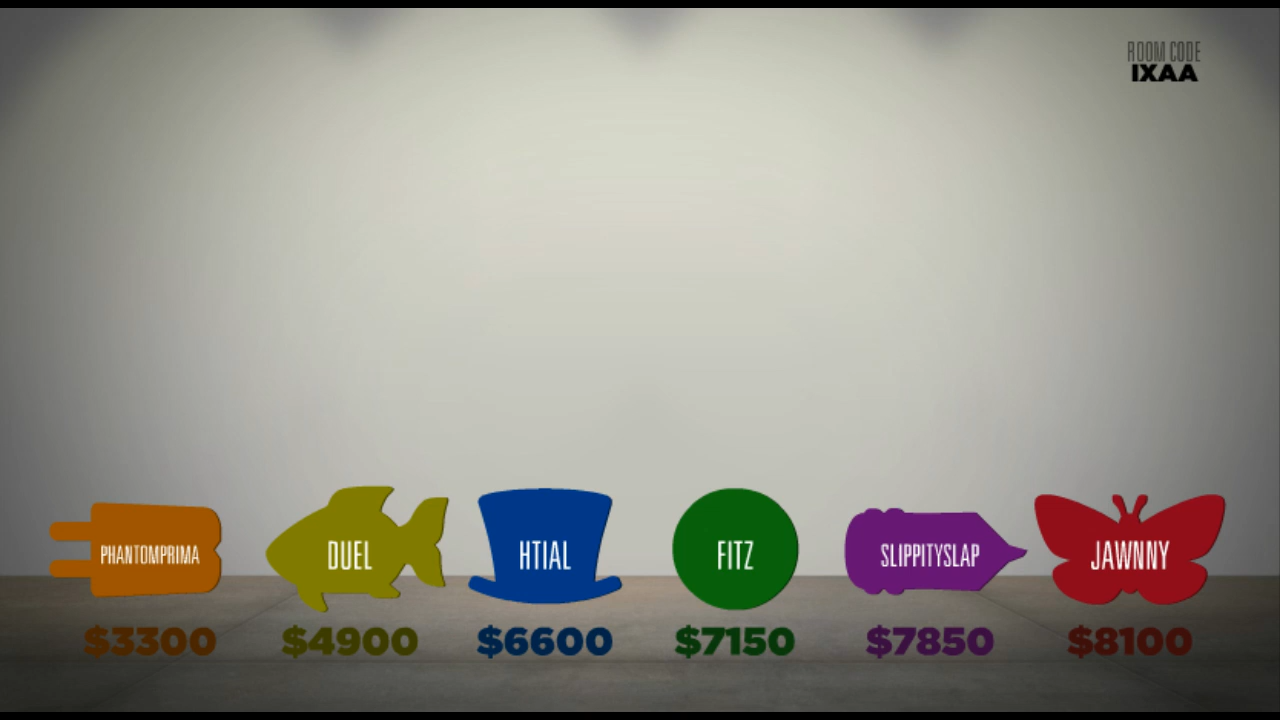 ROOM CODE
IXAA
PHANTOMPRIMA
DUEL
HTIAL
FITZ
SLIPPITYSLAP
JAWNNY
$3300
$4900
$6600
$7150
$7850
$8100